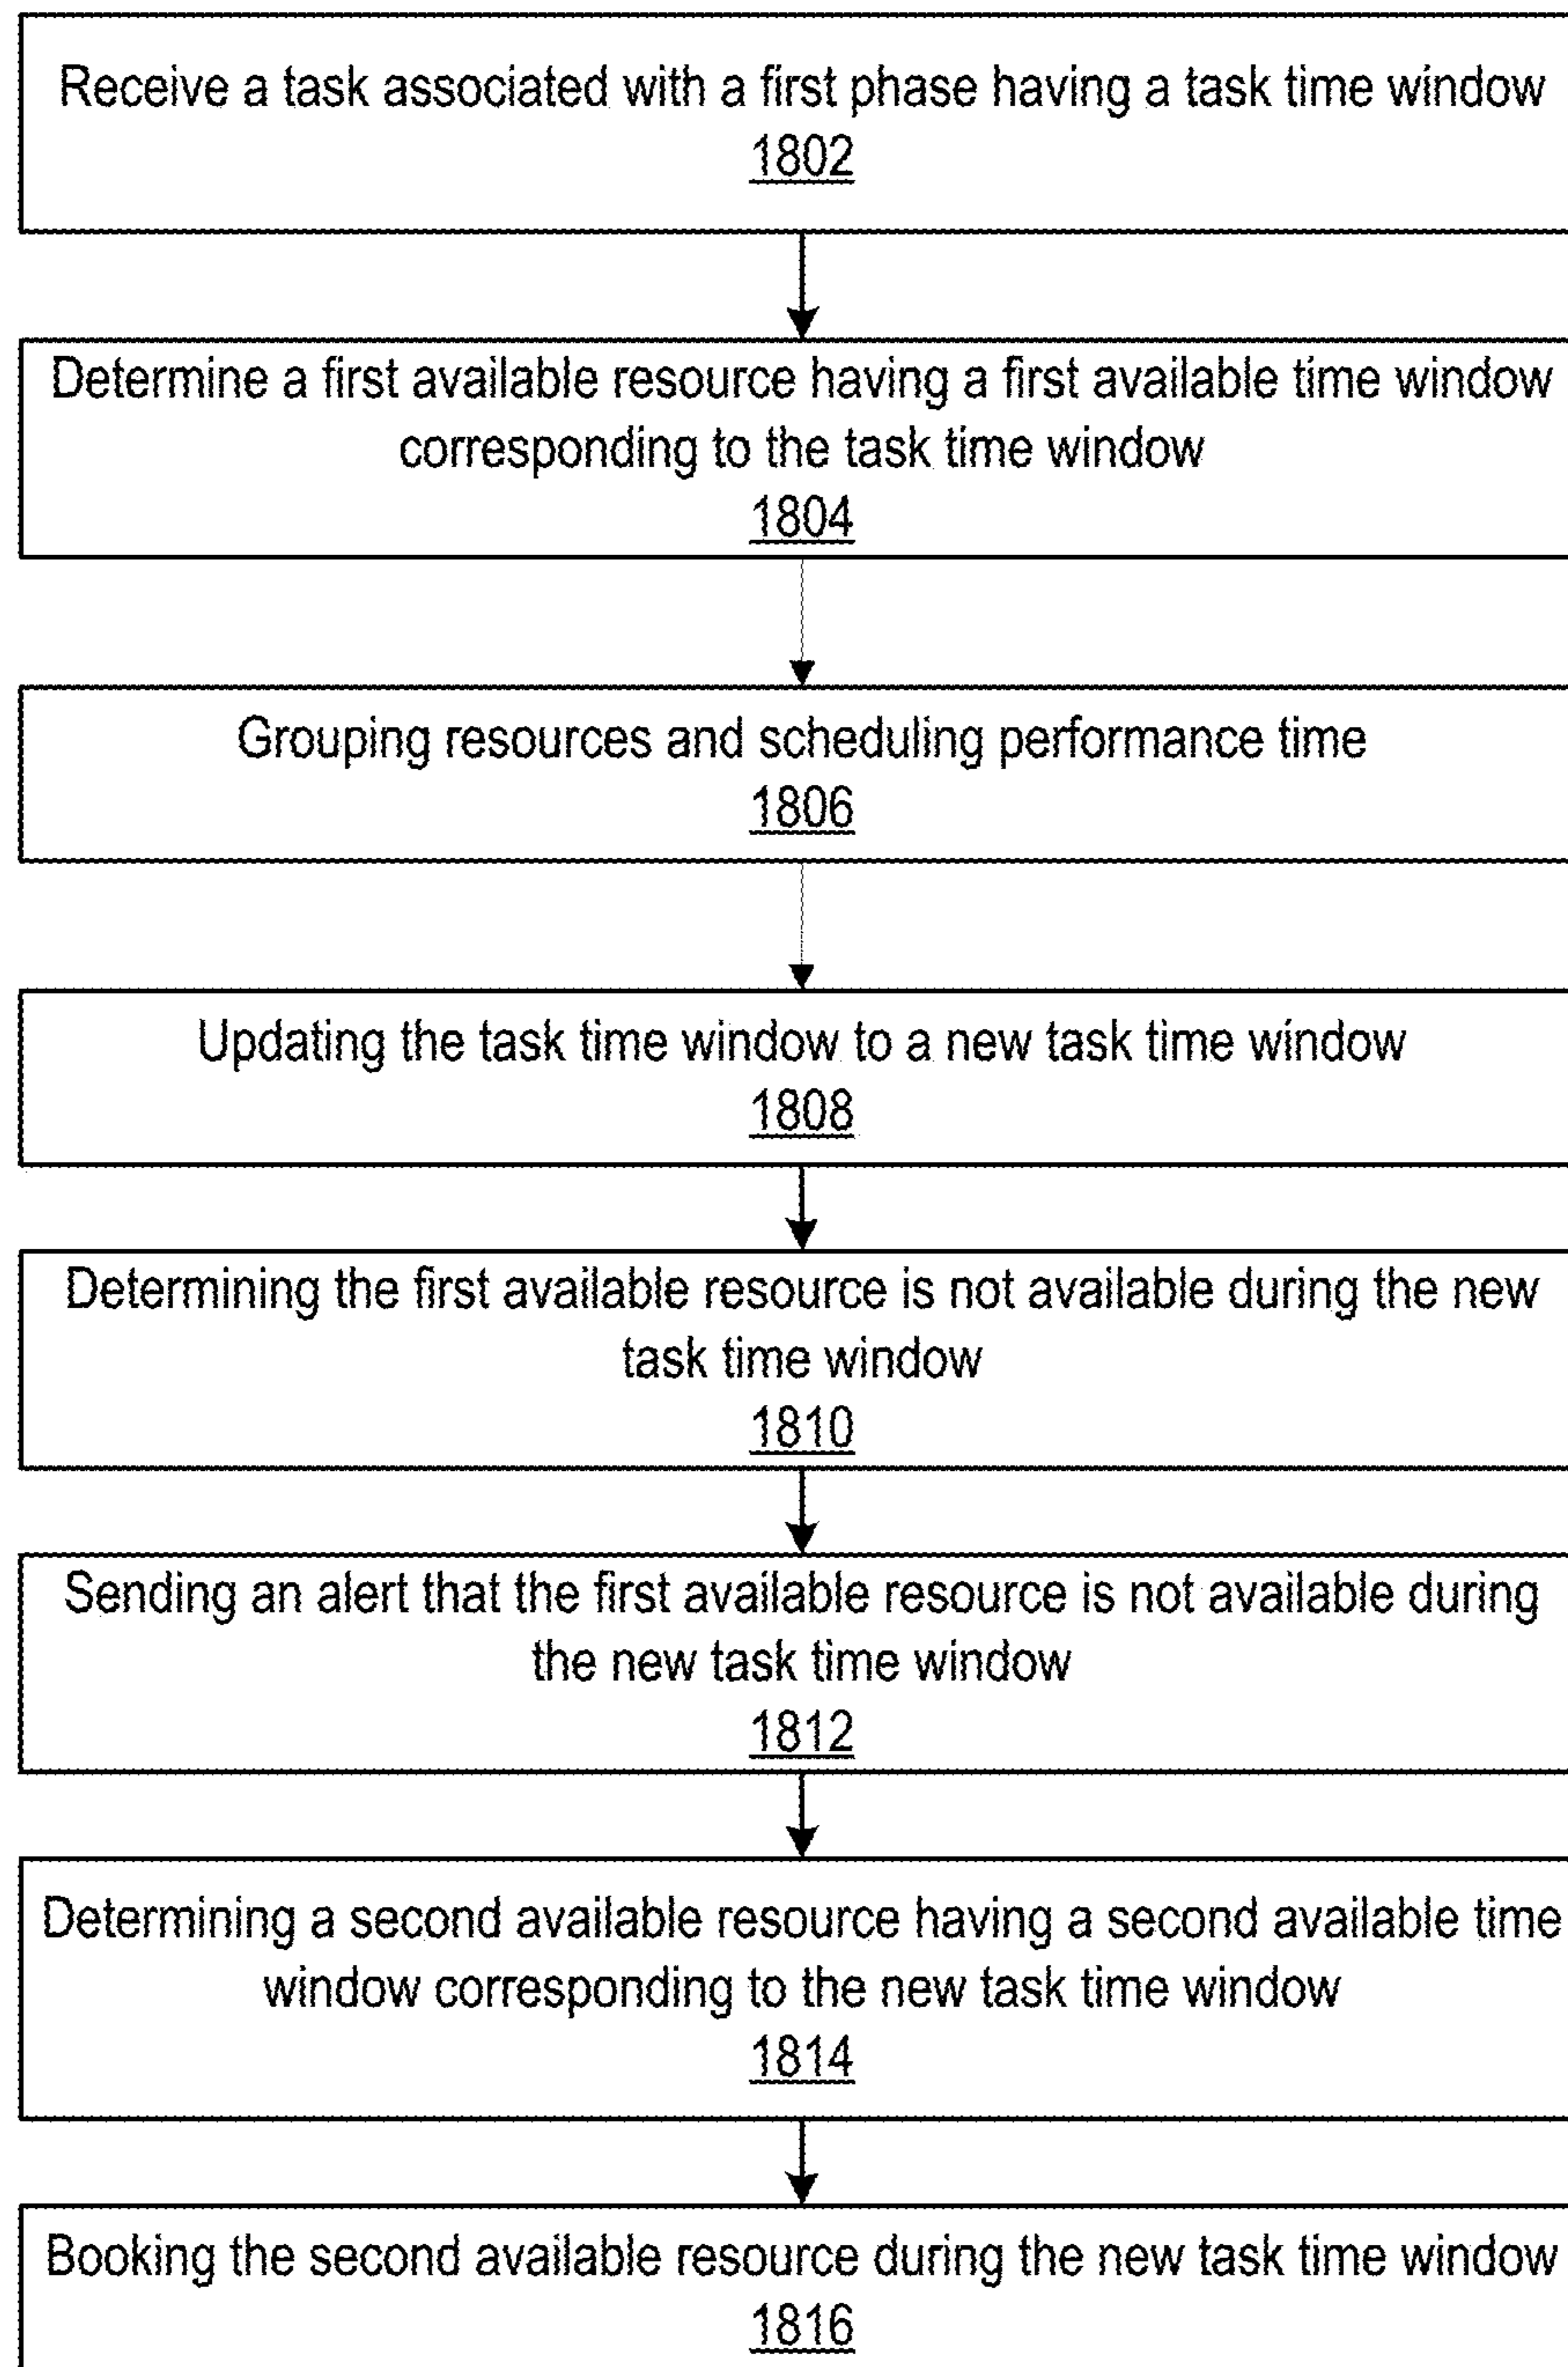 Receive a task associated with a first phase having a task time window
1802
Determine a first available resource having a first available time window
corresponding to the task time window
1804
Grouping resources and scheduling performance time
1806
Updating the task time window to a new task time window
1808
Determining the first available resource is not available during the new
task time window
1810
Sending an alert that the first available resource is not available during
the new task time window
1812
Determining a second available resource having a second available time
window corresponding to the new task time window
1814
Booking the second available resource during the new task time window
1816